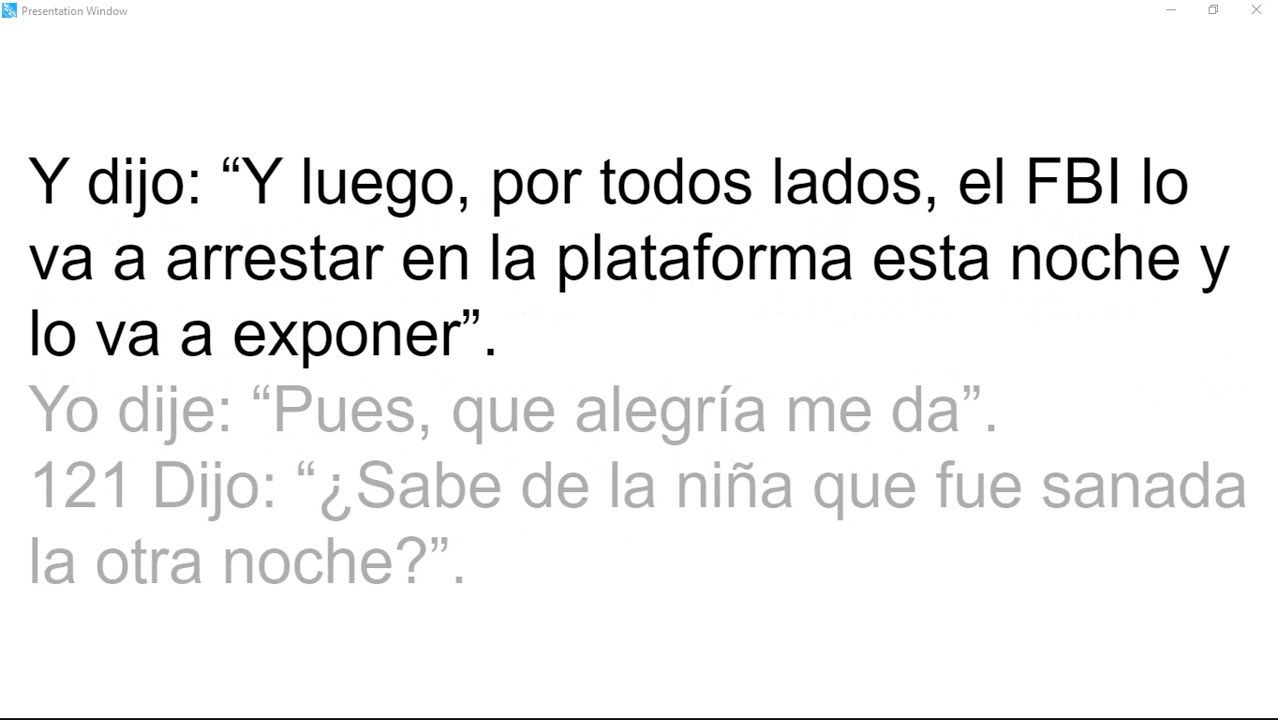 Presentation Window
Y dijo: “Y luego, por todos lados, el FBI lo
va a arrestar en la plataforma esta noche y
lo va a exponer”.
Yo dije: “Pues, que alegría me da”.
121 Dijo: “¿Sabe de la niña que fue sanada
la otra noche?”.